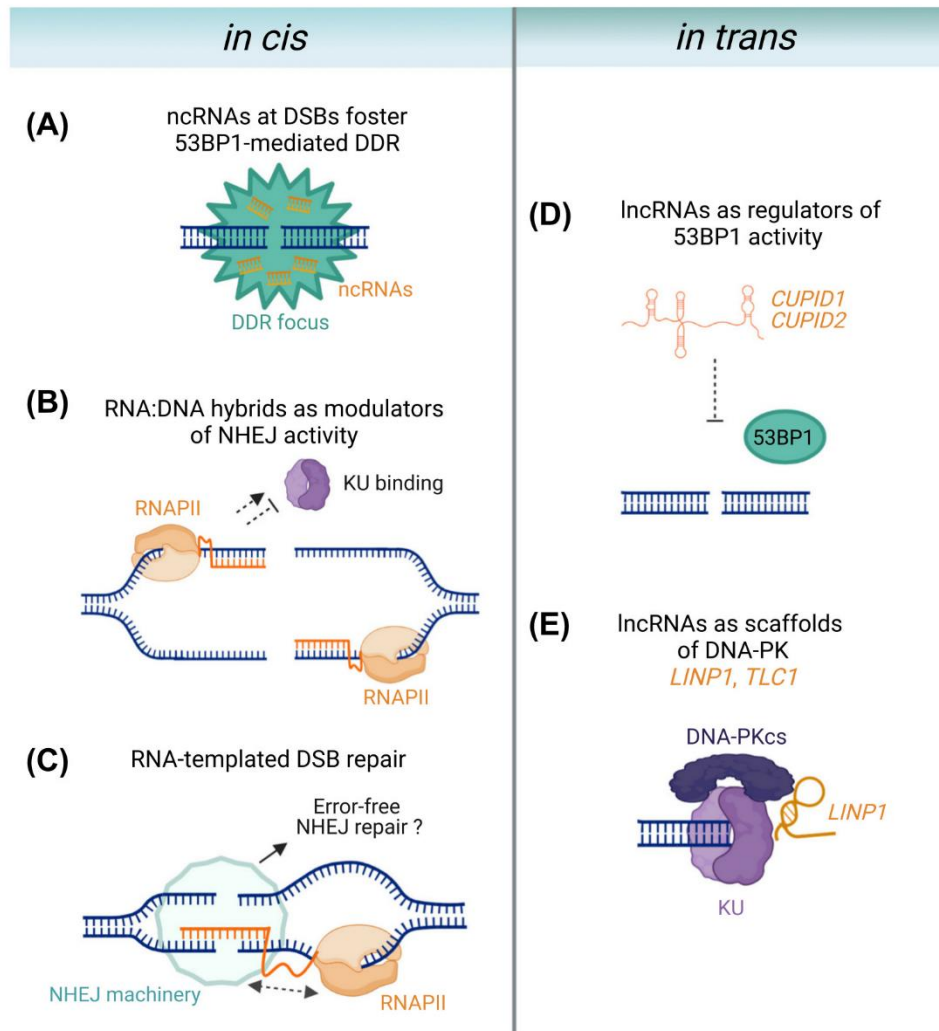 in cis
(A)
ncRNAs at DSBs foster
53BP1-mediated DDR
ncRNAs
DDR focus
(B)
RNA:DNA hybrids as modulators
of NHEJ activity
KU binding
RNAPII
RNAPII
(C)
RNA-templated DSB repair
Error-free
NHEJ repair ?
NHEJ machinery
RNAPII
in trans
(D)
lncRNAs as regulators of
53BP1 activity
CUPID1
CUPID2
53BP1
(E)
lncRNAs as scaffolds
of DNA-PK
LINP1, TLC1
DNA-PKcs
LINP1
KU